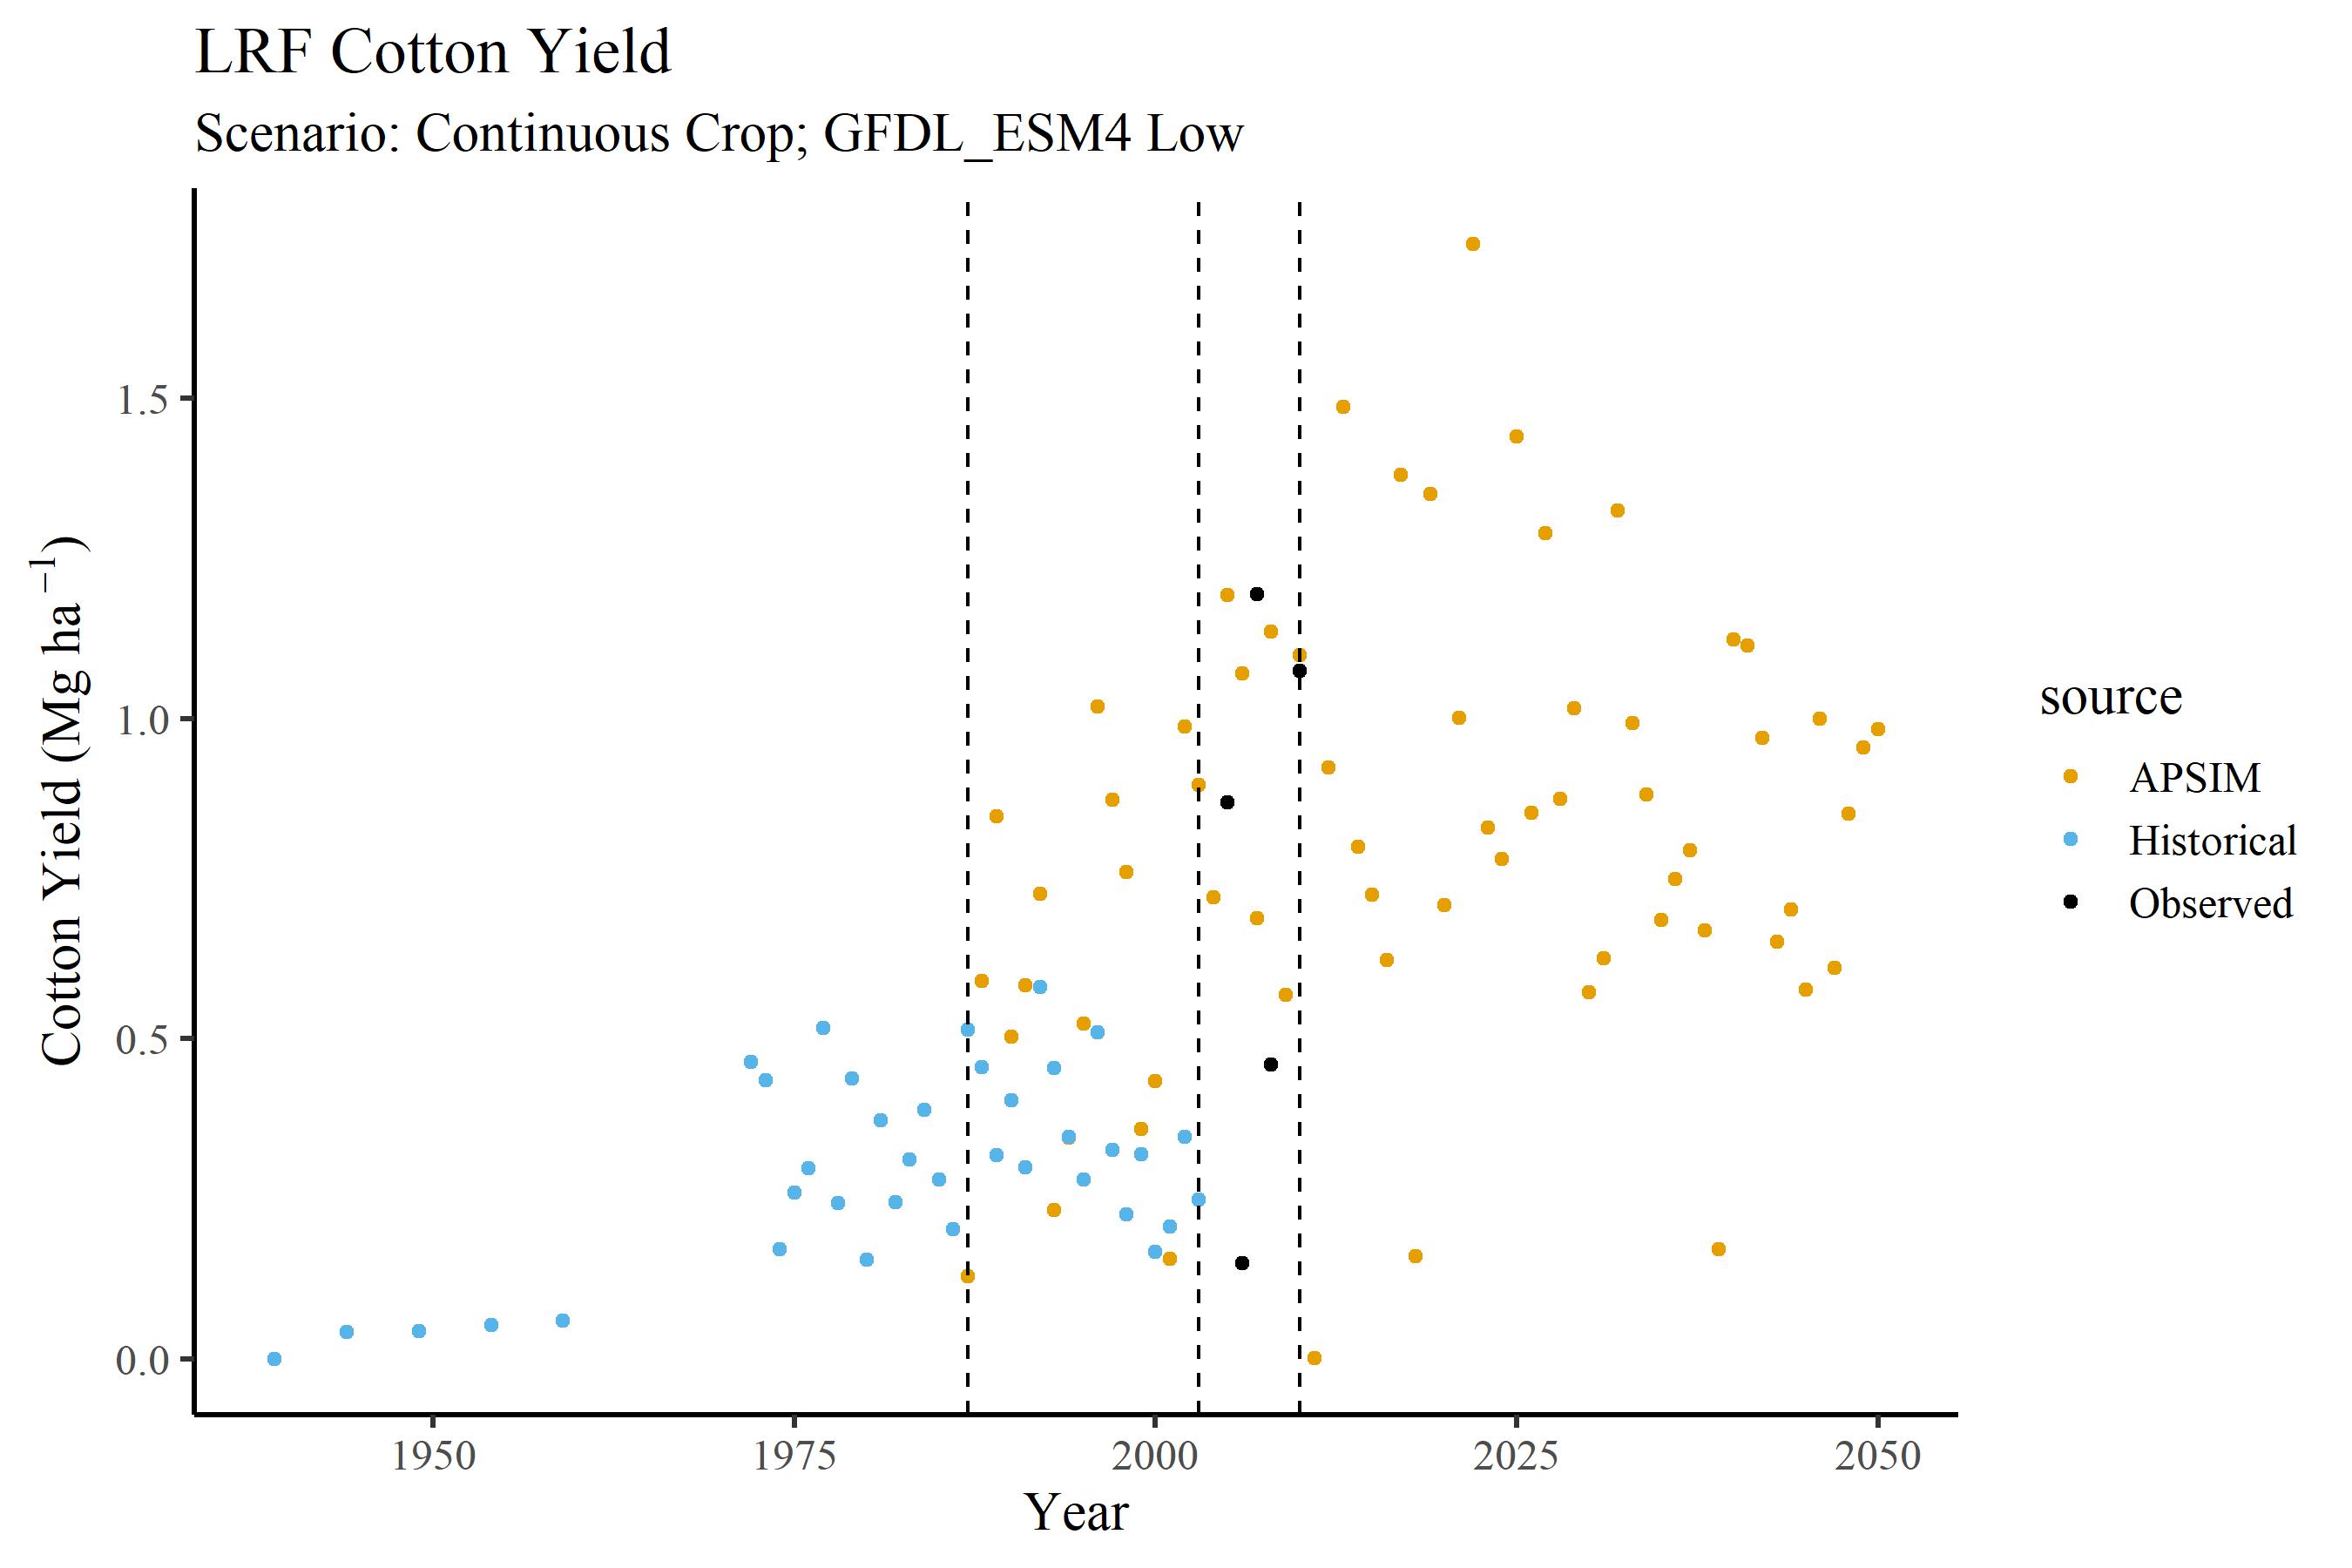 LRF Cotton Yield
Scenario: Continuous Crop; GFDL_ESM4 Low
Cotton Yield (Mg ha⁻¹)
1.5
1.0
0.5
0.0
1950 1975 2000 2025 2050
Year
source
APSIM
Historical
Observed